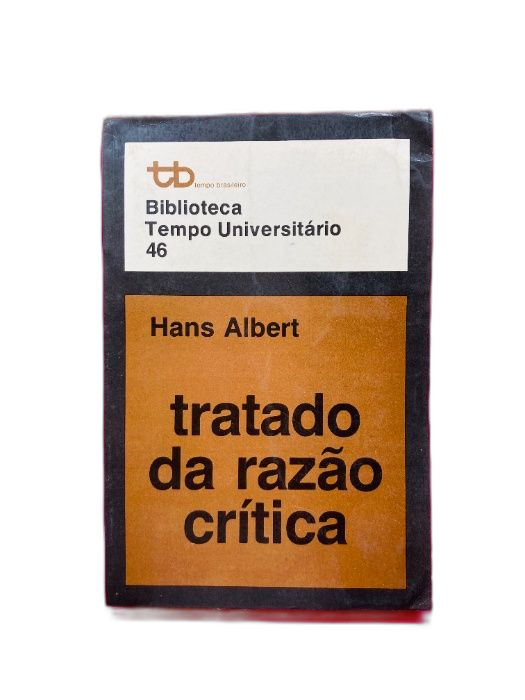 tb
tempo brasileiro
Biblioteca
Tempo Universitário
46
Hans Albert
tratado
da razão
crítica